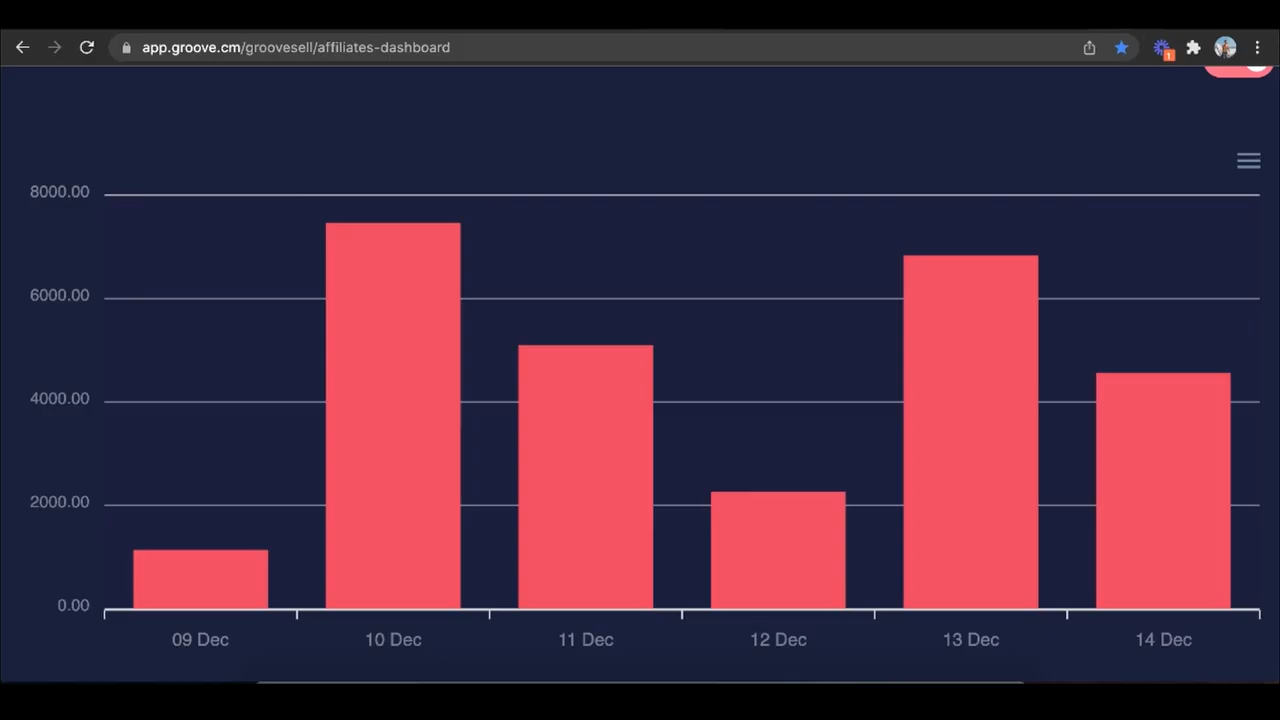 app.groove.cm/groovesell/affiliates-dashboard
1
8000.00
6000.00
4000.00
2000.00
0.00
09 Dec
10 Dec
11 Dec
12 Dec
13 Dec
14 Dec